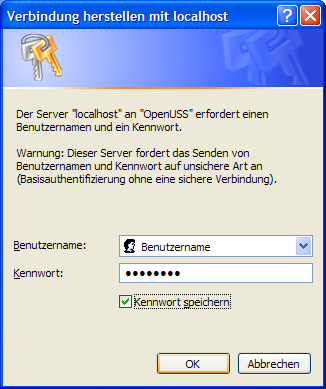 Verbindung herstellen mit localhost
Der Server "localhost" an "OpenUSS" erfordert einen
Benutzernamen und ein Kennwort.
Warnung: Dieser Server fordert das Senden von
Benutzernamen und Kennwort auf unsichere Art an
(Basisauthentifizierung ohne eine sichere Verbindung).
Benutzername: Benutzername
Kennwort: ●●●●●●●●
Kennwort speichern
OK Abbrechen